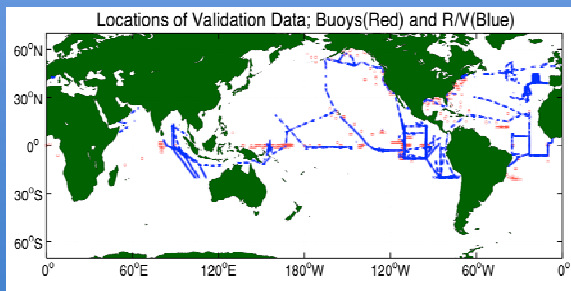 Locations of Validation Data; Buoys(Red) and R/V(Blue)
60°N
30°N
0°
30°S
60°S
0° 60°E 120°E 180°W 120°W 60°W 0°